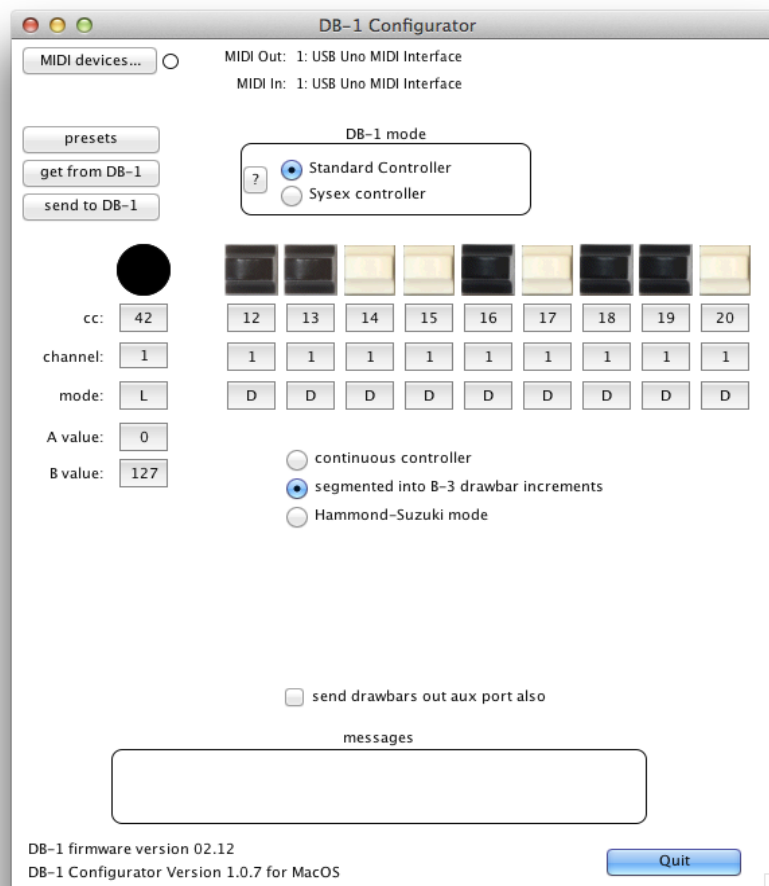 DB-1 Configurator
MIDI devices...
MIDI Out: 1: USB Uno MIDI Interface
MIDI In: 1: USB Uno MIDI Interface
presets
get from DB-1
send to DB-1
DB-1 mode
?
Standard Controller
Sysex controller
cc: 42 12 13 14 15 16 17 18 19 20
channel: 1 1 1 1 1 1 1 1 1 1
mode: L D D D D D D D D D
A value: 0
B value: 127
continuous controller
segmented into B-3 drawbar increments
Hammond-Suzuki mode
send drawbars out aux port also
messages
DB-1 firmware version 02.12
DB-1 Configurator Version 1.0.7 for MacOS
Quit